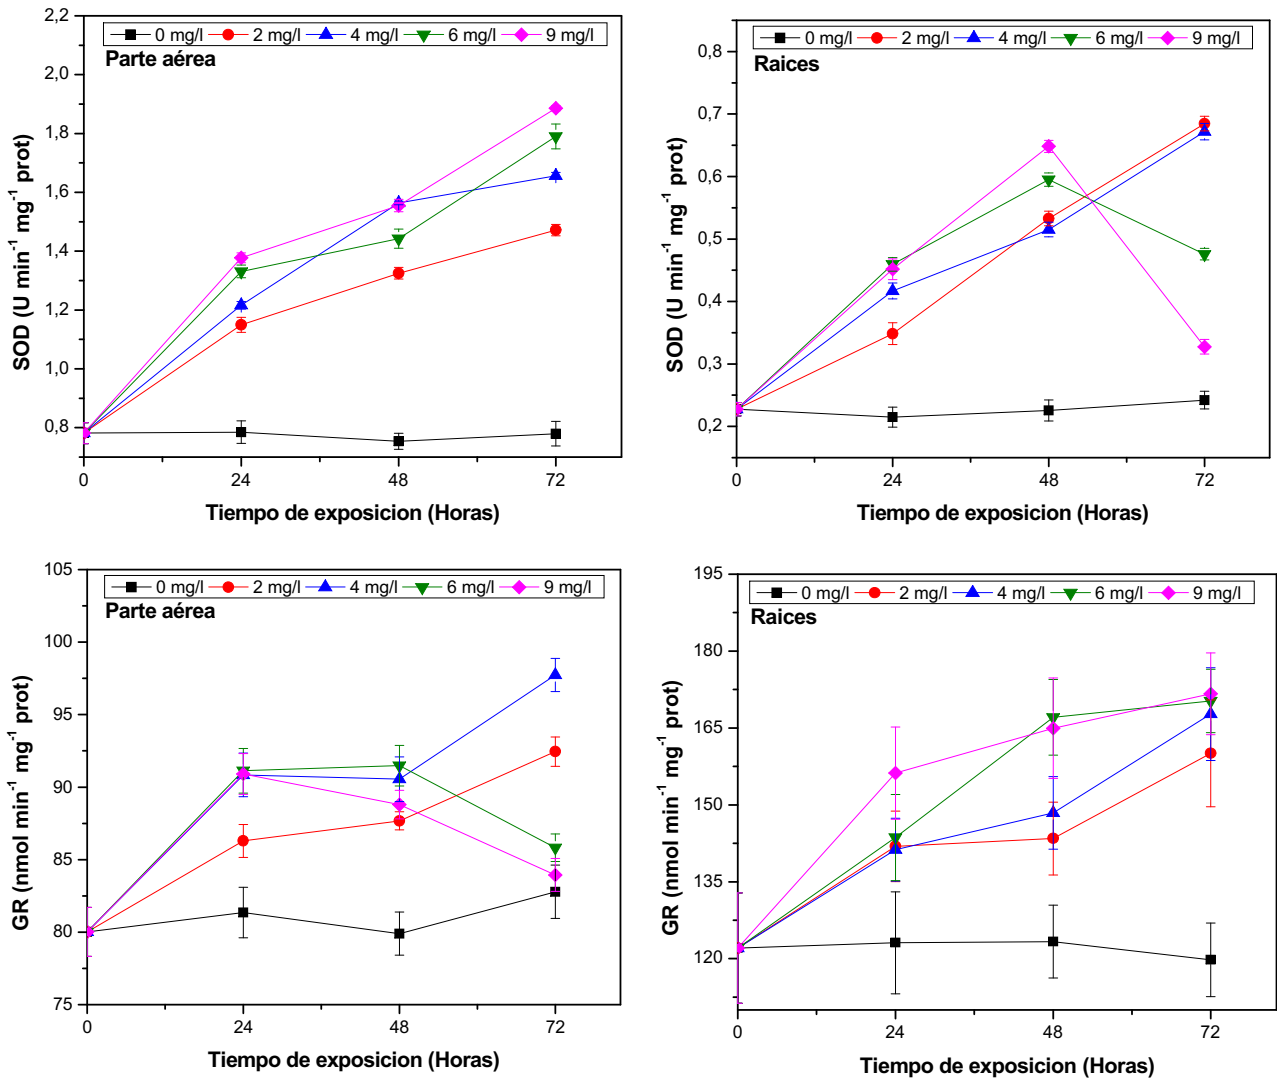 0 mg/l 2 mg/l 4 mg/l 6 mg/l 9 mg/l
Parte aérea
SOD (U min⁻¹ mg⁻¹ prot)
2,2
2,0
1,8
1,6
1,4
1,2
1,0
0,8
0 24 48 72
Tiempo de exposicion (Horas)
0 mg/l 2 mg/l 4 mg/l 6 mg/l 9 mg/l
Raices
SOD (U min⁻¹ mg⁻¹ prot)
0,8
0,7
0,6
0,5
0,4
0,3
0,2
0 24 48 72
Tiempo de exposicion (Horas)
0 mg/l 2 mg/l 4 mg/l 6 mg/l 9 mg/l
Parte aérea
GR (nmol min⁻¹ mg⁻¹ prot)
105
100
95
90
85
80
75
0 24 48 72
Tiempo de exposicion (Horas)
0 mg/l 2 mg/l 4 mg/l 6 mg/l 9 mg/l
Raices
GR (nmol min⁻¹ mg⁻¹ prot)
195
180
165
150
135
120
0 24 48 72
Tiempo de exposicion (Horas)